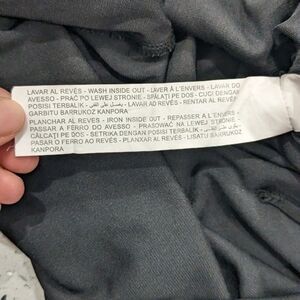 LAVAR AL REVÉS - WASH INSIDE OUT - LAVER À L'ENVERS - LAVAR DO
AVESSO - PRAĆ PO LEWEJ STRONIE - SPĂLAȚI PE DOS - CUCI DENGAN
POSISI TERBALIK - يغسل على القفى - LAVAR AO REVÉS - RENTAR AL REVÉS -
GARBITU BARRUKOZ KANPORA
PLANCHAR AL REVÉS - IRON INSIDE OUT - REPASSER À L'ENVERS -
PASSAR A FERRO DO AVESSO - PRASOWAĆ NA LEWEJ STRONIE -
CĂLCAȚI PE DOS - SETRIKA DENGAN POSISI TERBALIK -
PASAR O FERRO AO REVÉS - PLANXAR AL REVÉS - LISATU BARRUKOZ
KANPORA